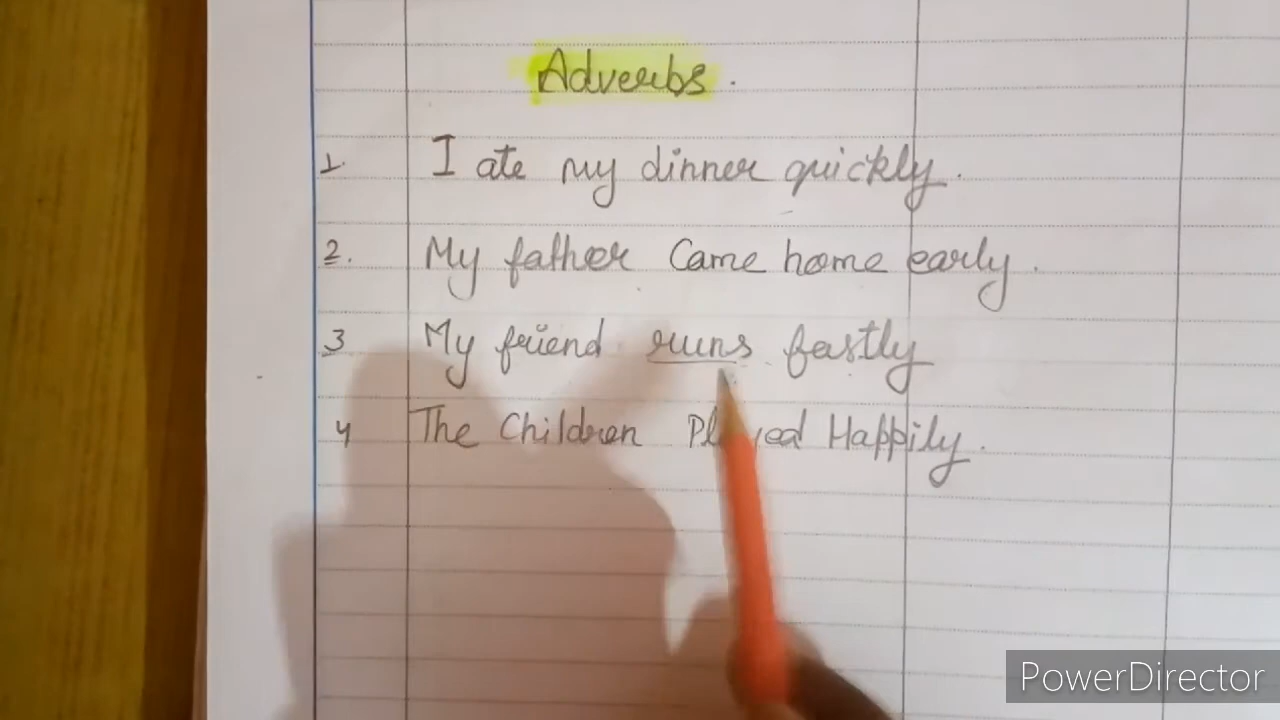 Adverbs.
1. I ate my dinner quickly.
2. My father Came home early.
3 My friend runs fastly
4 The Children Played Happily.
PowerDirector